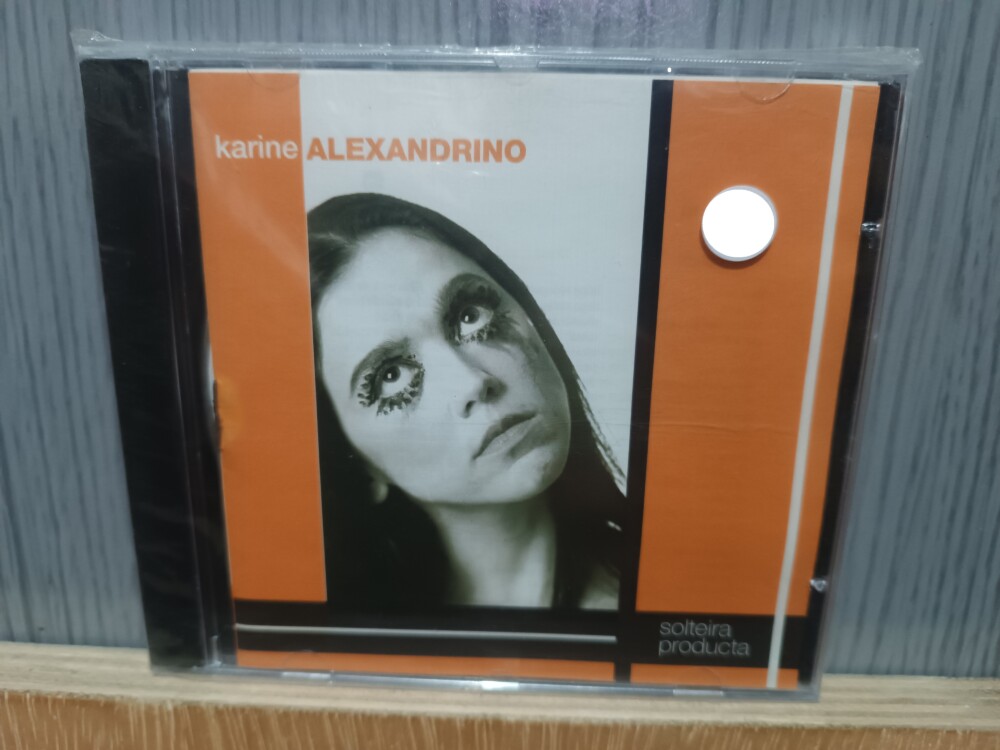 karine ALEXANDRINO
solteira
producta